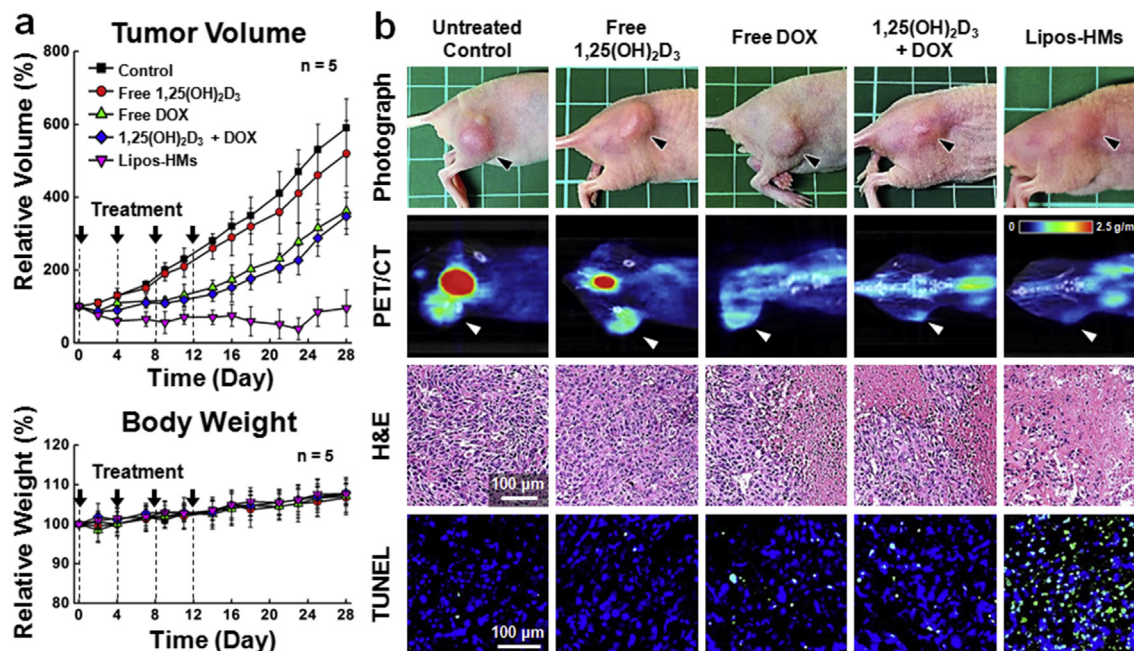 a
Tumor Volume
800
600
400
200
0
Relative Volume (%)
n = 5
Control
Free 1,25(OH)₂D₃
Free DOX
1,25(OH)₂D₃ + DOX
Lipos-HMs
Treatment
0 4 8 12 16 20 24 28
Time (Day)
Body Weight
120
110
100
90
80
Relative Weight (%)
n = 5
Treatment
0 4 8 12 16 20 24 28
Time (Day)
b
Untreated
Control
Free
1,25(OH)₂D₃
Free DOX
1,25(OH)₂D₃
+ DOX
Lipos-HMs
Photograph
PET/CT
0 2.5 g/m
H&E
100 μm
TUNEL
100 μm